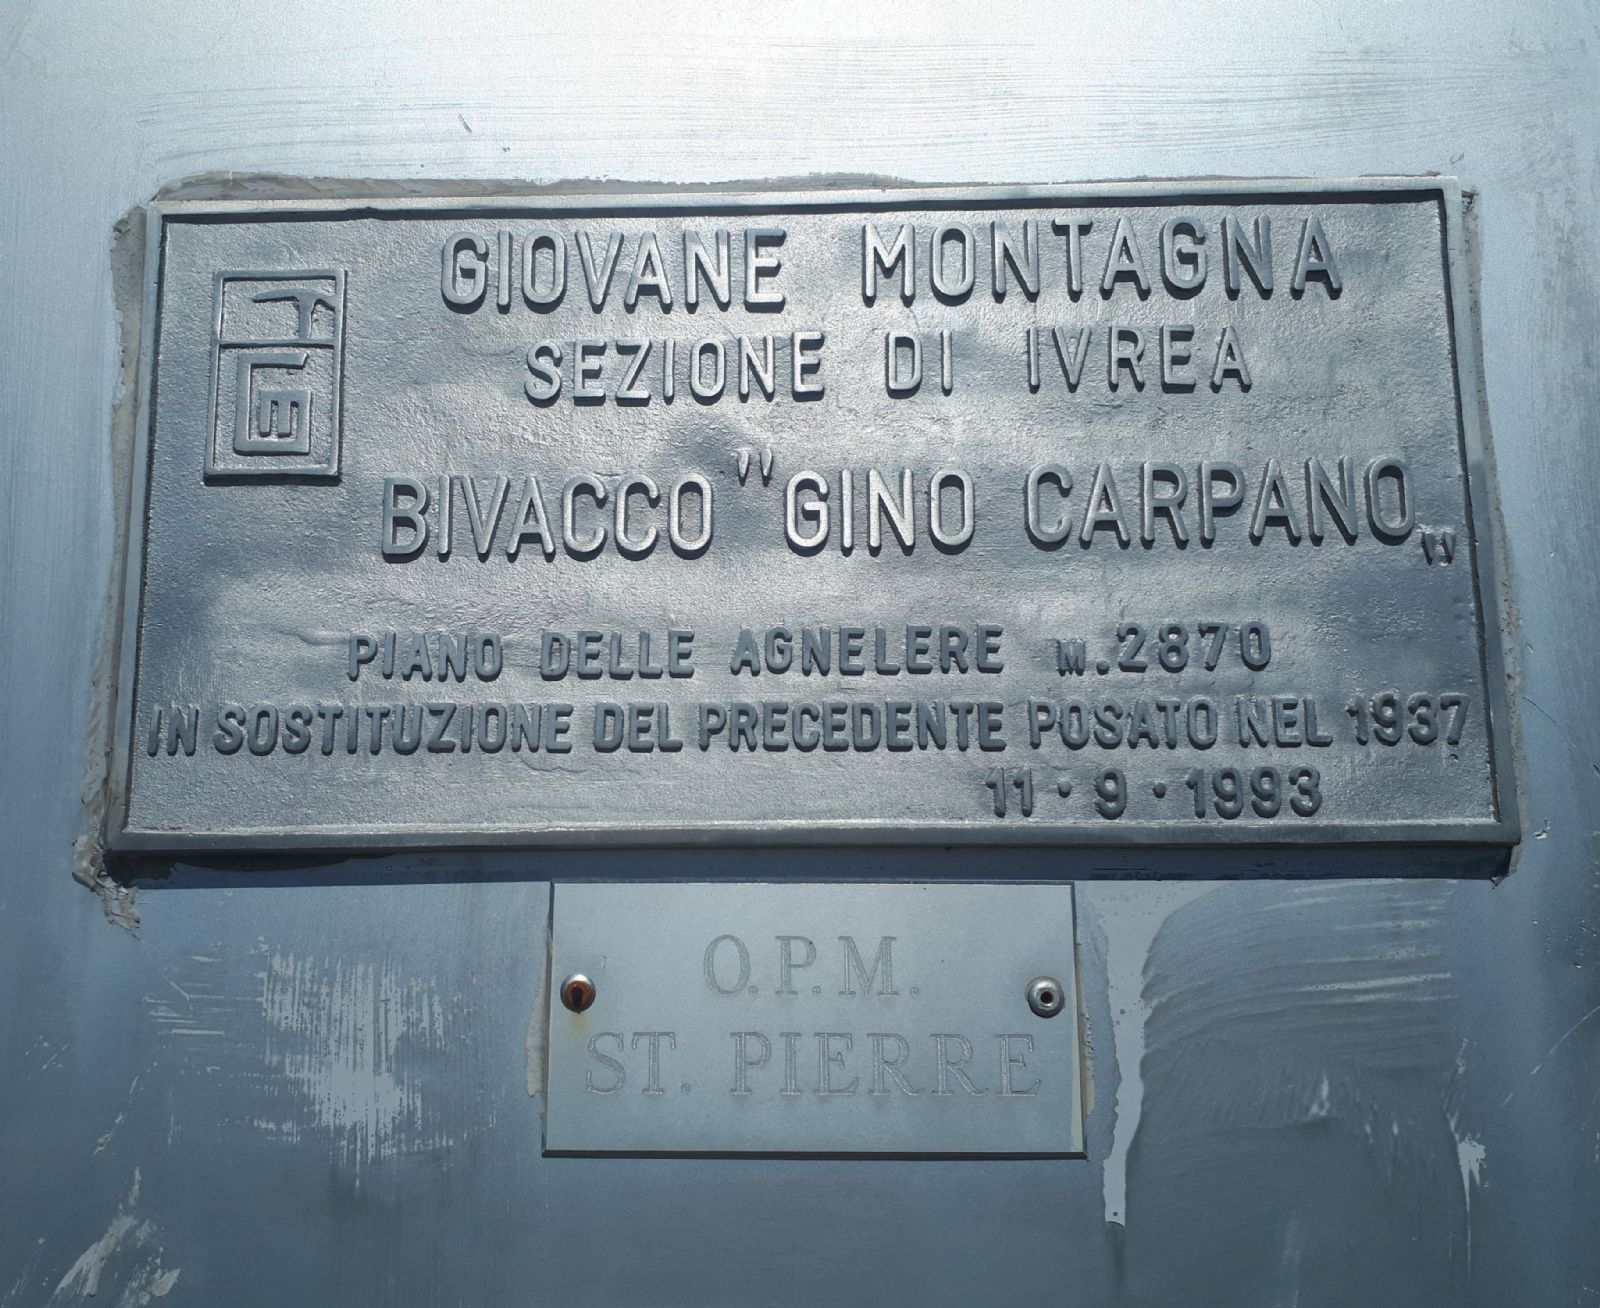 GIOVANE MONTAGNA
SEZIONE DI IVREA
BIVACCO "GINO CARPANO"
PIANO DELLE AGNELERE M. 2870
IN SOSTITUZIONE DEL PRECEDENTE POSATO NEL 1937
11·9·1993
O.P.M.
ST. PIERRE